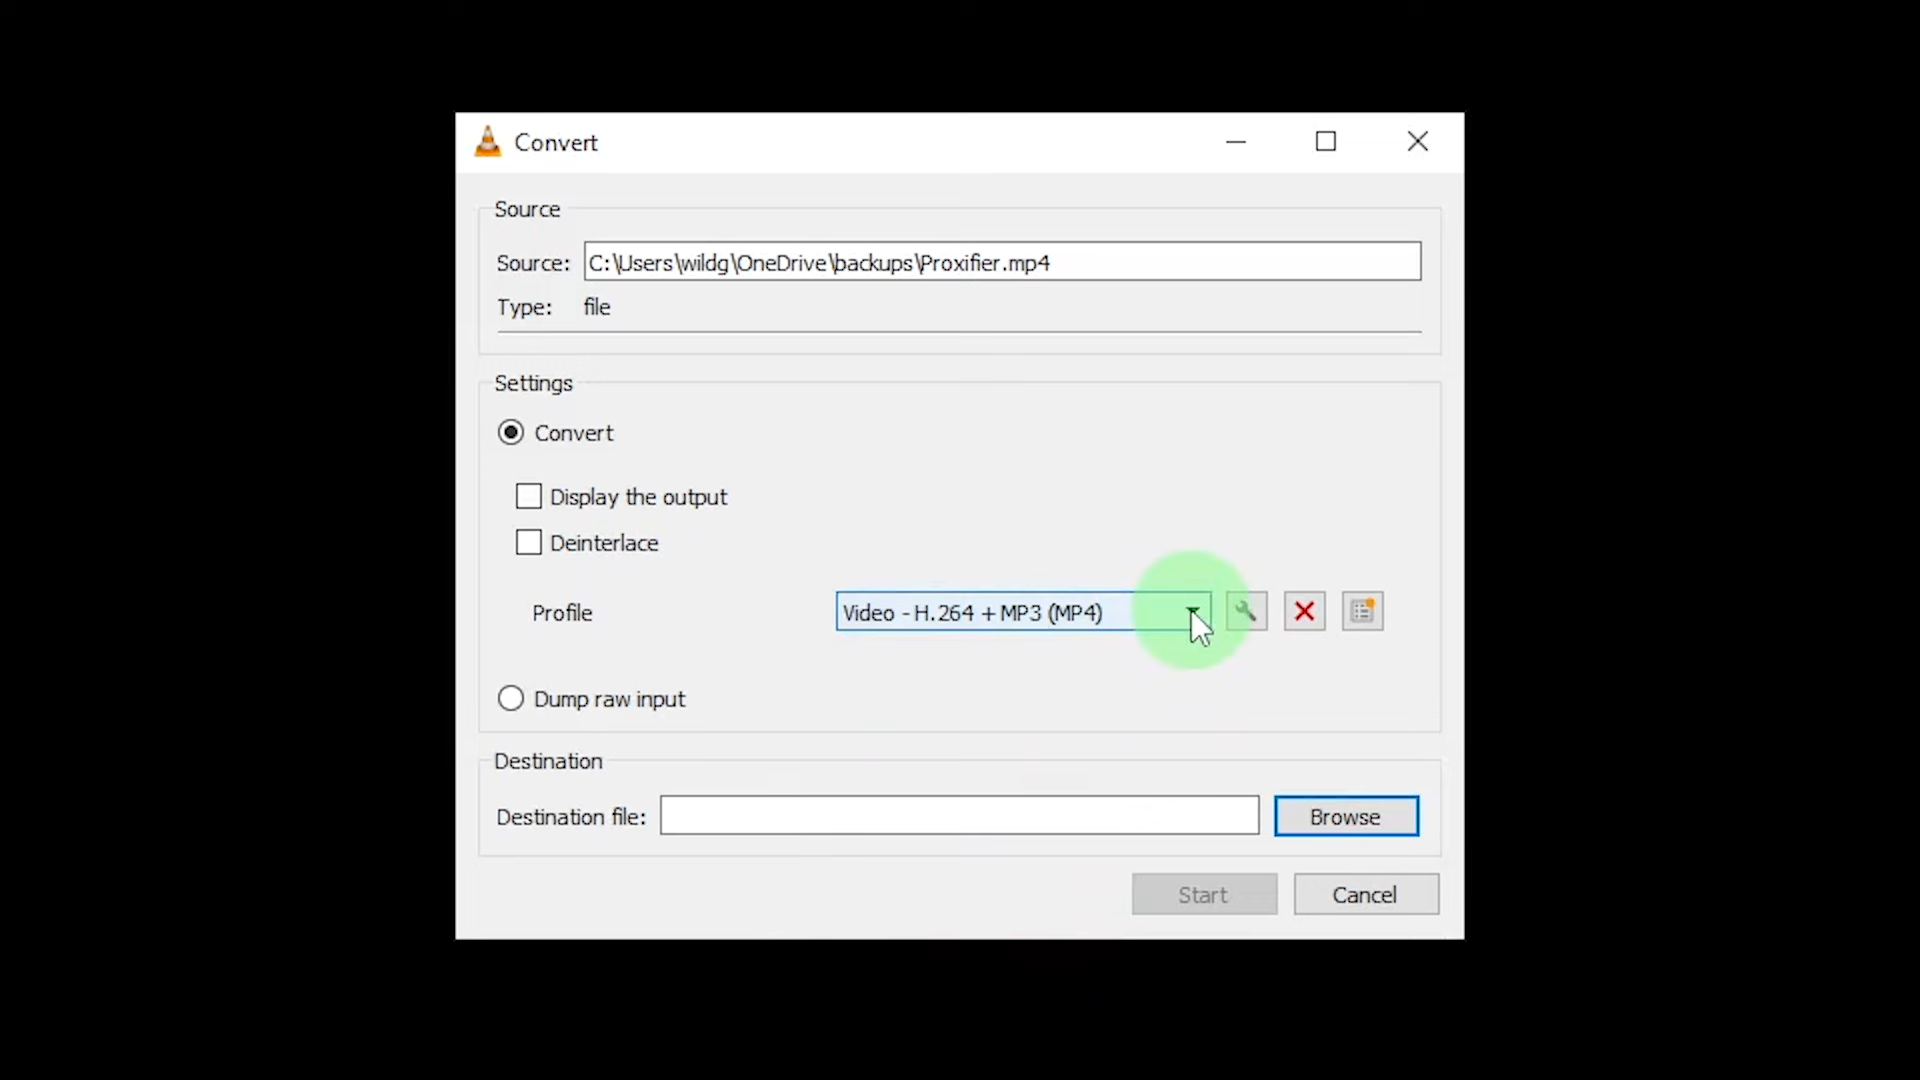 Convert
Source
Source: C:\Users\wildg\OneDrive\backups\Proxifier.mp4
Type: file
Settings
Convert
Display the output
Deinterlace
Profile Video - H.264 + MP3 (MP4)
Dump raw input
Destination
Destination file: Browse
Start Cancel